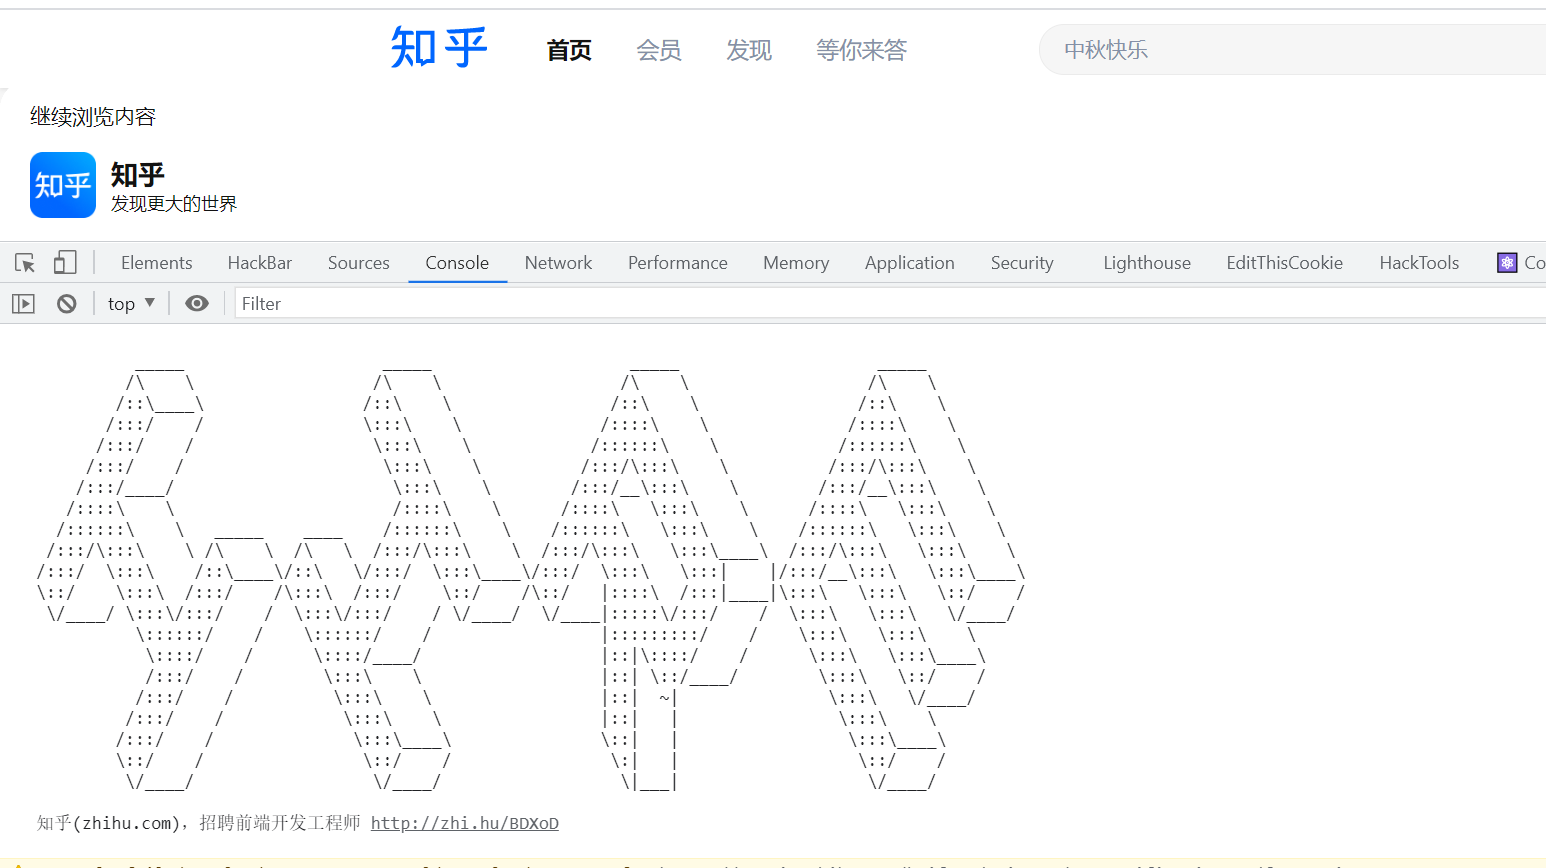 知乎 首页 会员 发现 等你来答 中秋快乐
继续浏览内容
知乎 知乎
发现更大的世界
Elements HackBar Sources Console Network Performance Memory Application Security Lighthouse EditThisCookie HackTools Co
top Filter
知乎(zhihu.com)，招聘前端开发工程师 http://zhi.hu/BDXoD